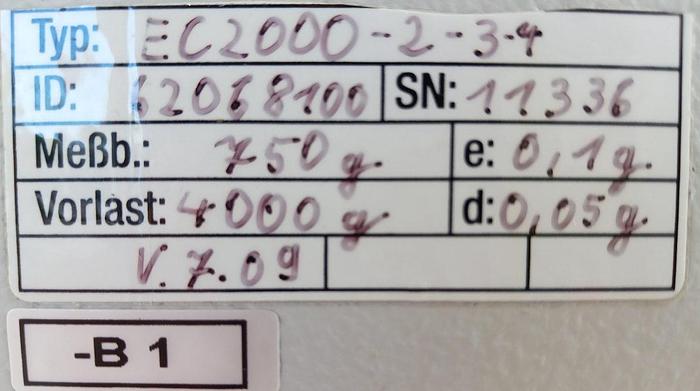 Typ: EC2000-2-3-4
ID: 62068100 SN: 11336
Meßb.: 750 g. e: 0,1 g.
Vorlast: 4000 g d: 0,05 g.
V. 7.09
-B 1